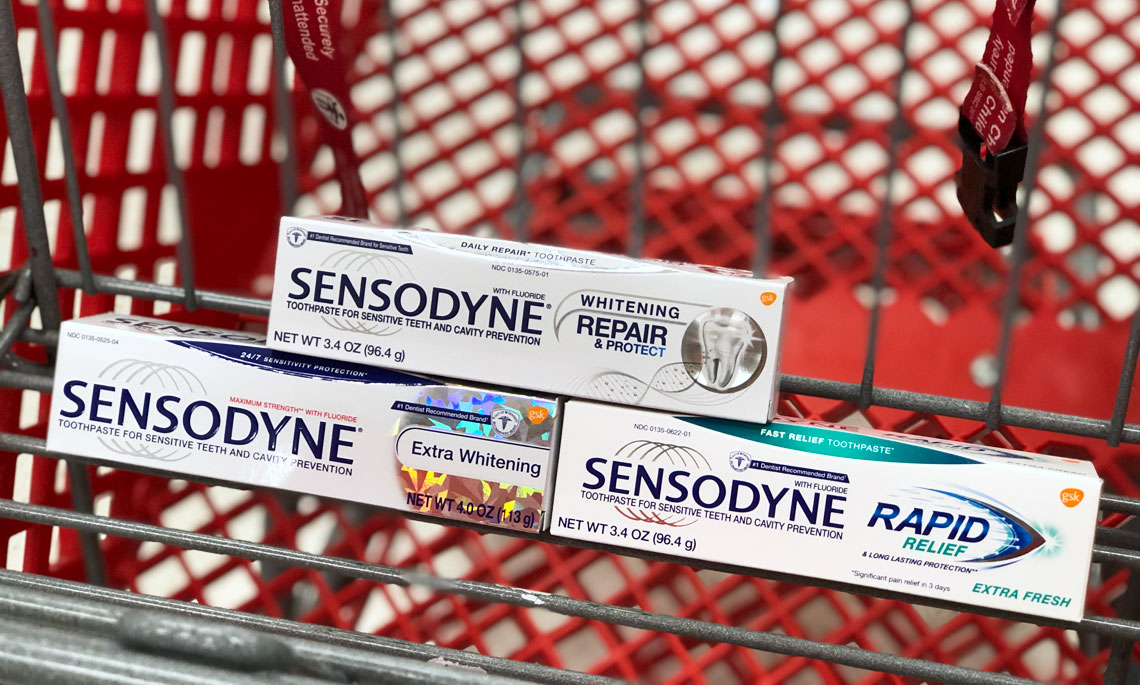 Securely
nattended
#1 Dentist Recommended Brand for Sensitive Teeth
DAILY REPAIR* TOOTHPASTE
NDC 0135-0575-01
WITH FLUORIDE
SENSODYNE®
TOOTHPASTE FOR SENSITIVE TEETH AND CAVITY PREVENTION
NET WT 3.4 OZ (96.4 g)
WHITENING
REPAIR
& PROTECT
gsk
SENSODYNE
NDC 0135-0525-04
24/7 SENSITIVITY PROTECTION*
MAXIMUM STRENGTH** WITH FLUORIDE
SENSODYNE®
TOOTHPASTE FOR SENSITIVE TEETH AND CAVITY PREVENTION
#1 Dentist Recommended Brand*
gsk
Extra Whitening
NET WT 4.0 OZ (113 g)
NDC 0135-0622-01
FAST RELIEF TOOTHPASTE*
#1 Dentist Recommended Brand*
WITH FLUORIDE
SENSODYNE®
TOOTHPASTE FOR SENSITIVE TEETH AND CAVITY PREVENTION
NET WT 3.4 OZ (96.4 g)
gsk
RAPID
RELIEF
& LONG LASTING PROTECTION**
*Significant pain relief in 3 days
EXTRA FRESH